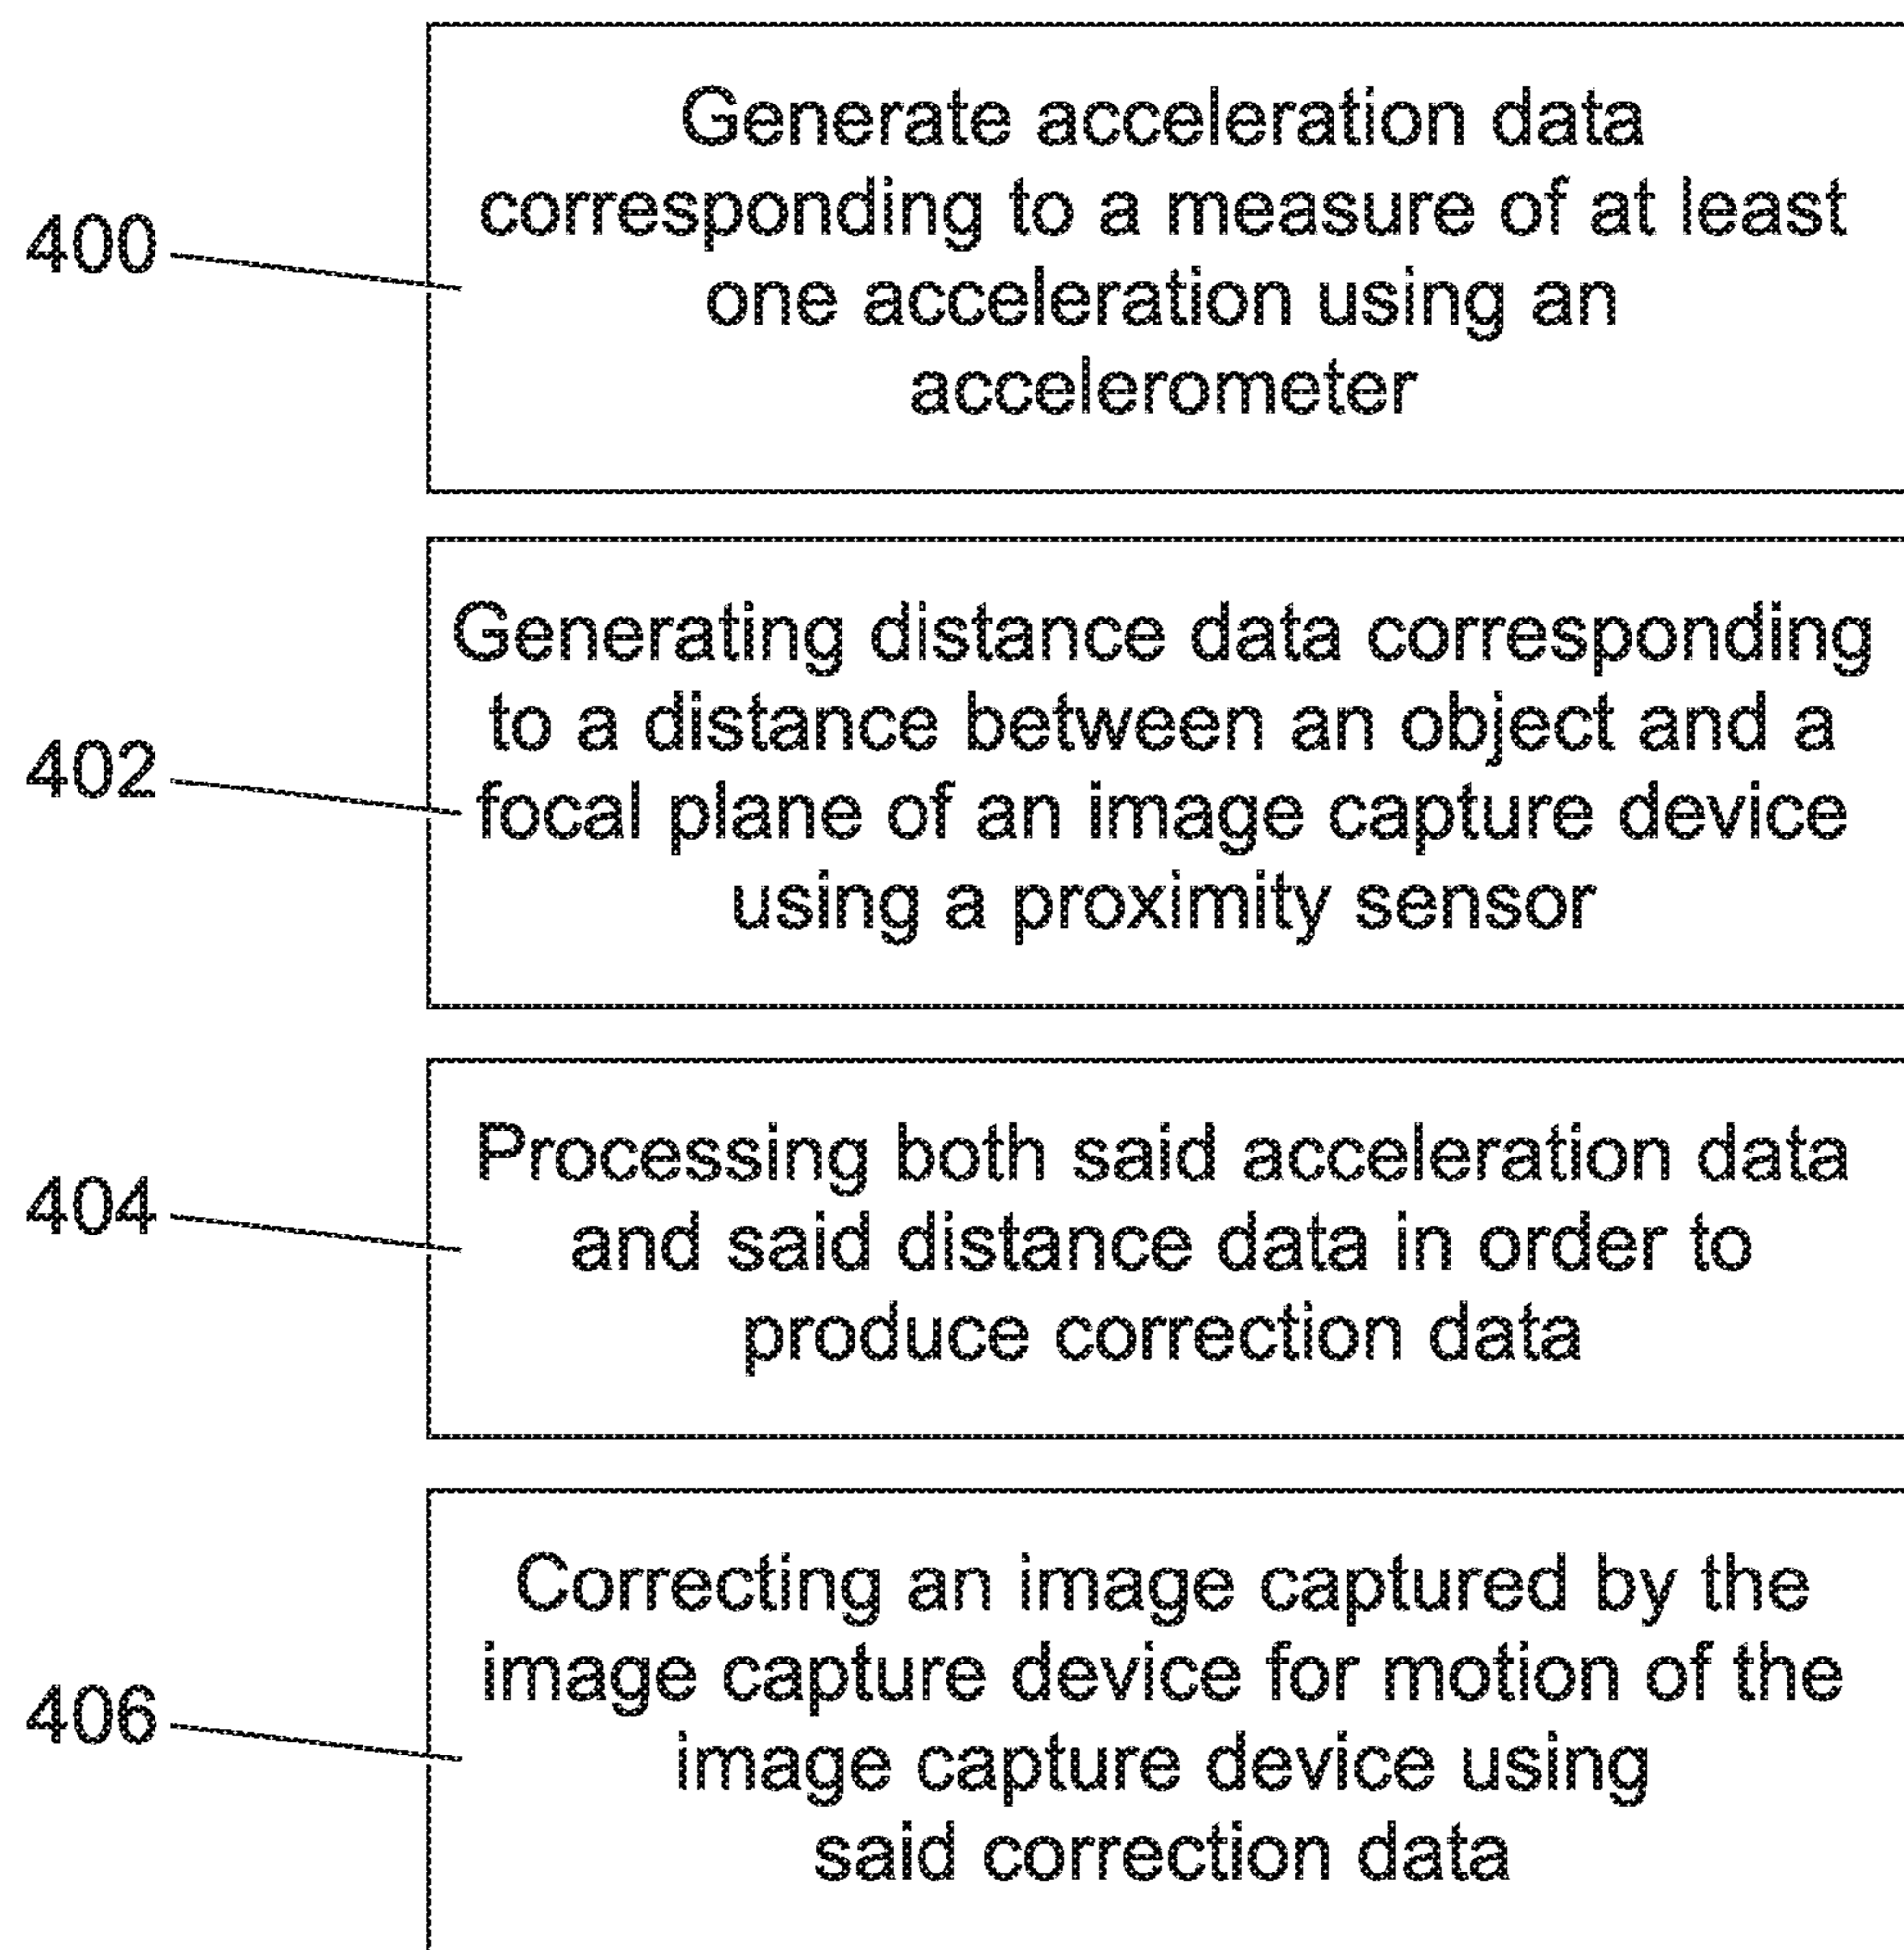 Generate acceleration data
corresponding to a measure of at least
400
one acceleration using an
accelerometer
Generating distance data corresponding
to a distance between an object and a
402
focal plane of an image capture device
using a proximity sensor
Processing both said acceleration data
404
and said distance data in order to
produce correction data
Correcting an image captured by the
image capture device for motion of the
406
image capture device using
said correction data